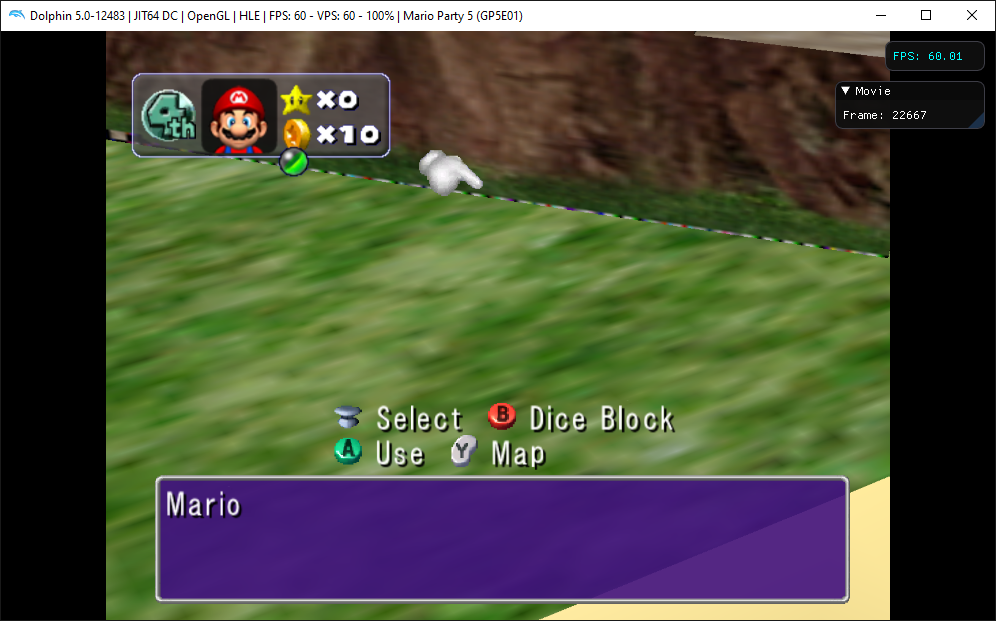 Dolphin 5.0-12483 | JIT64 DC | OpenGL | HLE | FPS: 60 - VPS: 60 - 100% | Mario Party 5 (GP5E01)
FPS: 60.01
Movie
Frame: 22667
4th
×0
×10
Select B Dice Block
A Use Y Map
Mario